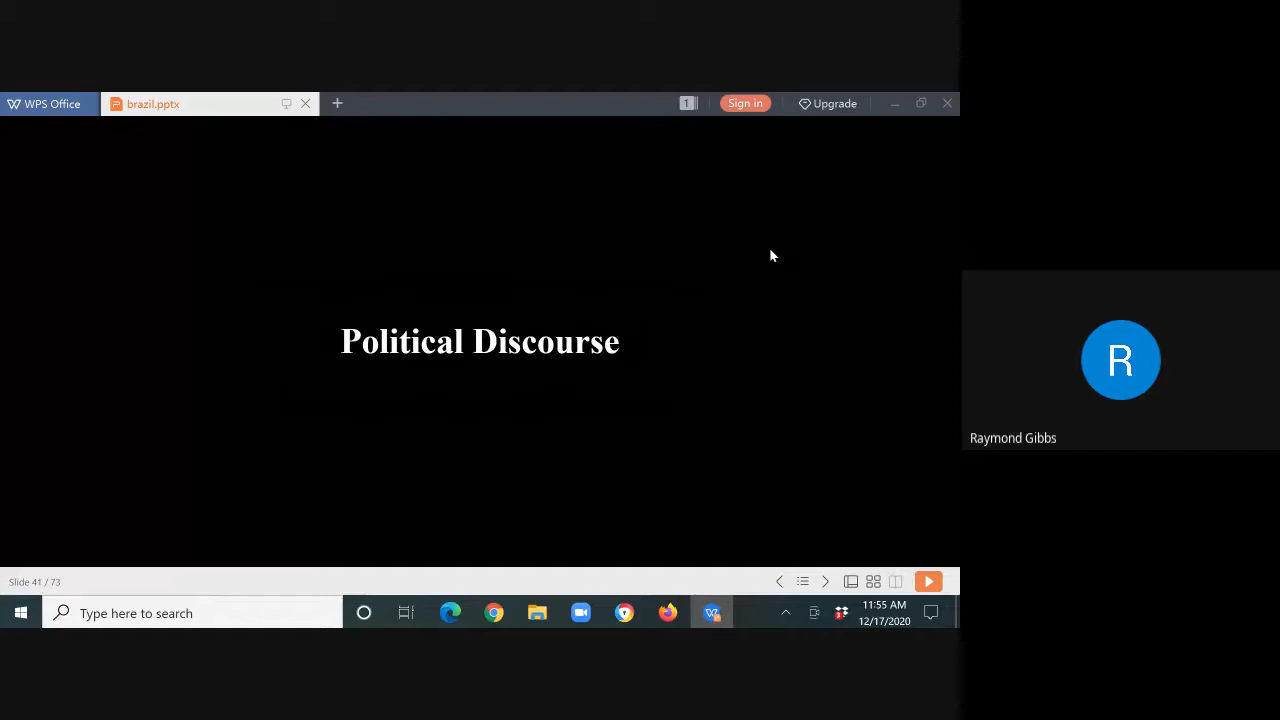 WPS Office
brazil.pptx
1
Sign in
Upgrade
Political Discourse
R
Raymond Gibbs
Slide 41 / 73
Type here to search
11:55 AM
12/17/2020